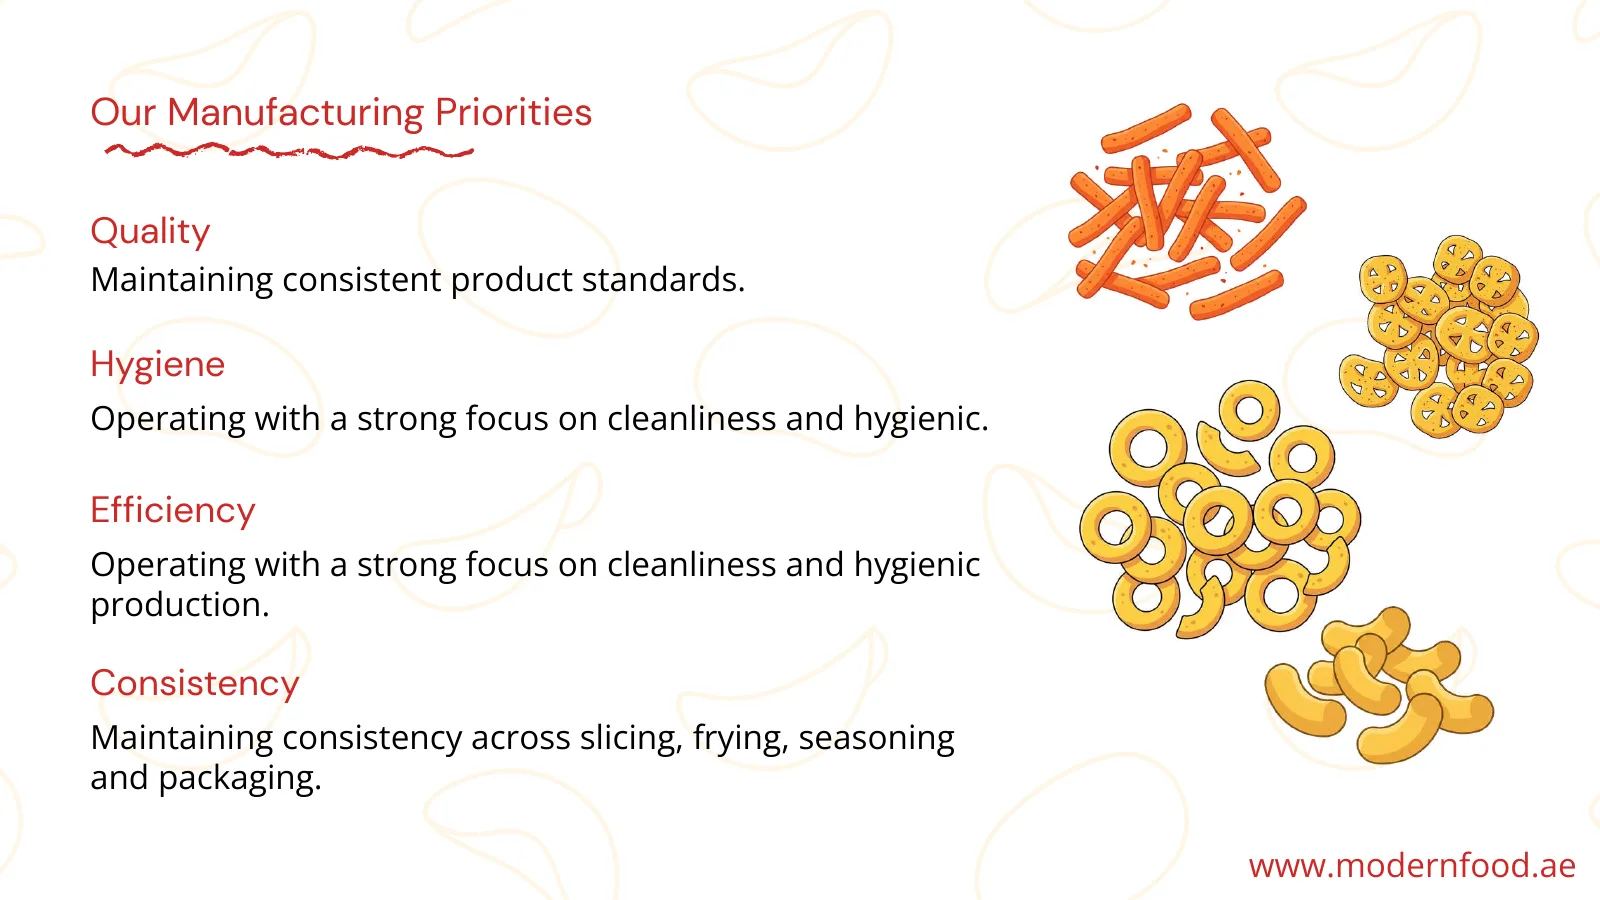 Our Manufacturing Priorities
Quality
Maintaining consistent product standards.
Hygiene
Operating with a strong focus on cleanliness and hygienic.
Efficiency
Operating with a strong focus on cleanliness and hygienic
production.
Consistency
Maintaining consistency across slicing, frying, seasoning
and packaging.
www.modernfood.ae